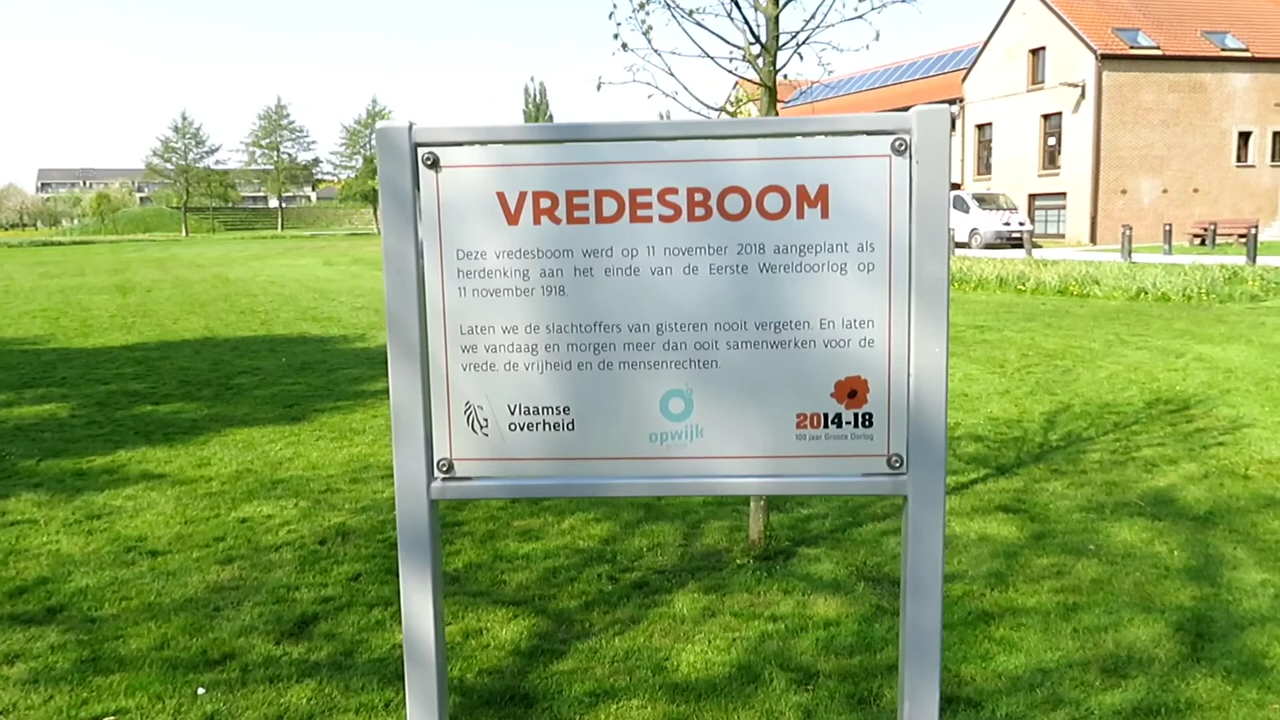 VREDESBOOM
Deze vredesboom werd op 11 november 2018 aangeplant als
herdenking aan het einde van de Eerste Wereldoorlog op
11 november 1918.
Laten we de slachtoffers van gisteren nooit vergeten. En laten
we vandaag en morgen meer dan ooit samenwerken voor de
vrede, de vrijheid en de mensenrechten.
Vlaamse
overheid
opwijk
2014-18
100 jaar Groote Oorlog